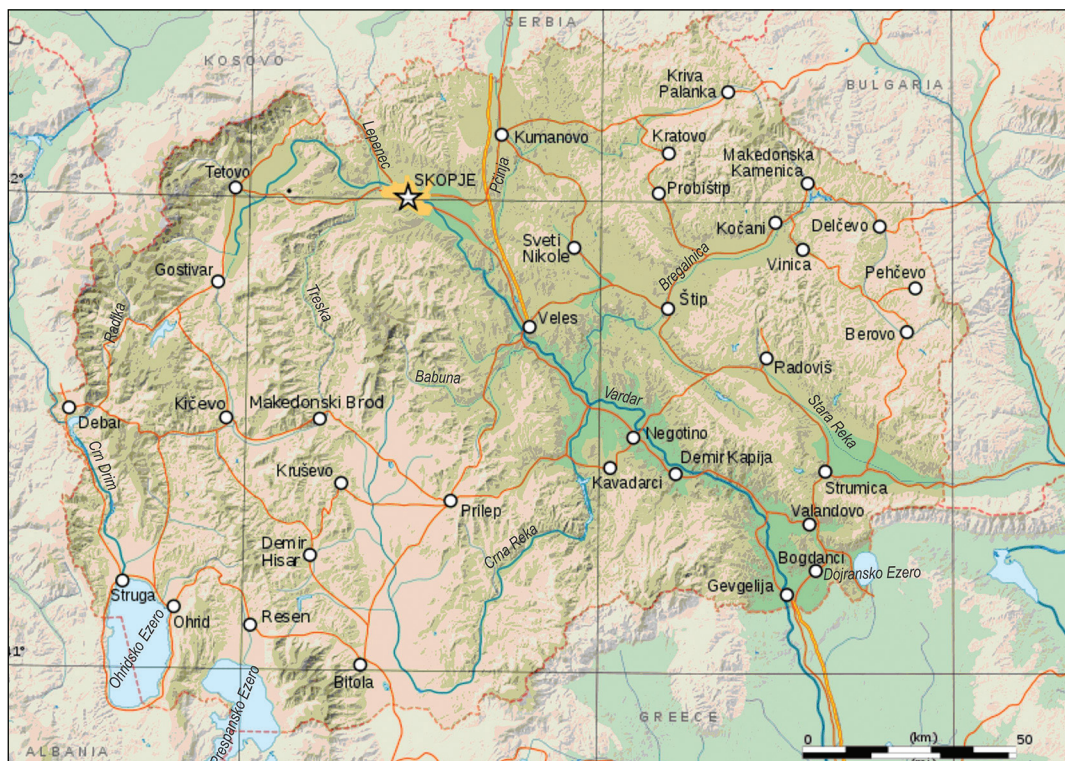 SERBIA
KOSOVO
BULGARIA
Kriva
Palanka
Lepenec
Kumanovo
Kratovo
Pčinja
Makedonska
Kamenica
Tetovo
SKOPJE
Probištip
2°
Kočani
Delčevo
Sveti
Nikole
Vinica
Gostivar
Bregalnica
Pehčevo
Treska
Štip
Radika
Veles
Berovo
Radoviš
Babuna
Vardar
Kičevo
Makedonski Brod
Debar
Stara Reka
Negotino
Crn Drim
Kruševo
Demir Kapija
Kavadarci
Strumica
Prilep
Valandovo
Crna Reka
Demir
Hisar
Bogdanci
Dojransko Ezero
Gevgelija
Struga
Ohrid
Resen
Ohridsko Ezero
41°
Bitola
Prespansko Ezero
GREECE
ALBANIA
0 (km) 50